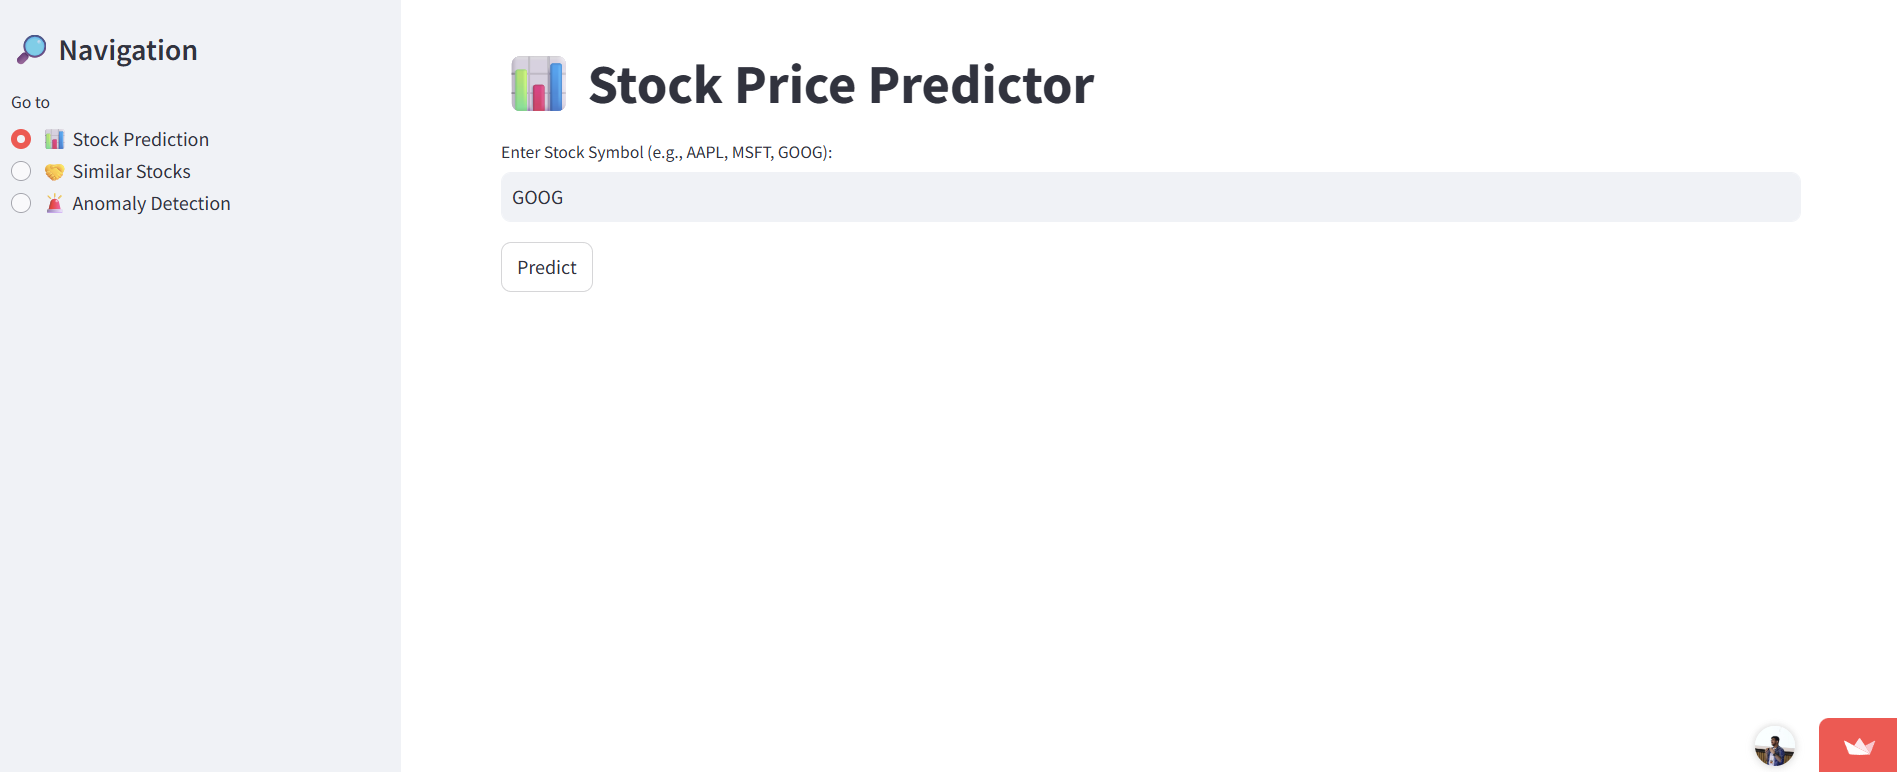 Navigation
Go to
Stock Prediction
Similar Stocks
Anomaly Detection
Stock Price Predictor
Enter Stock Symbol (e.g., AAPL, MSFT, GOOG):
GOOG
Predict